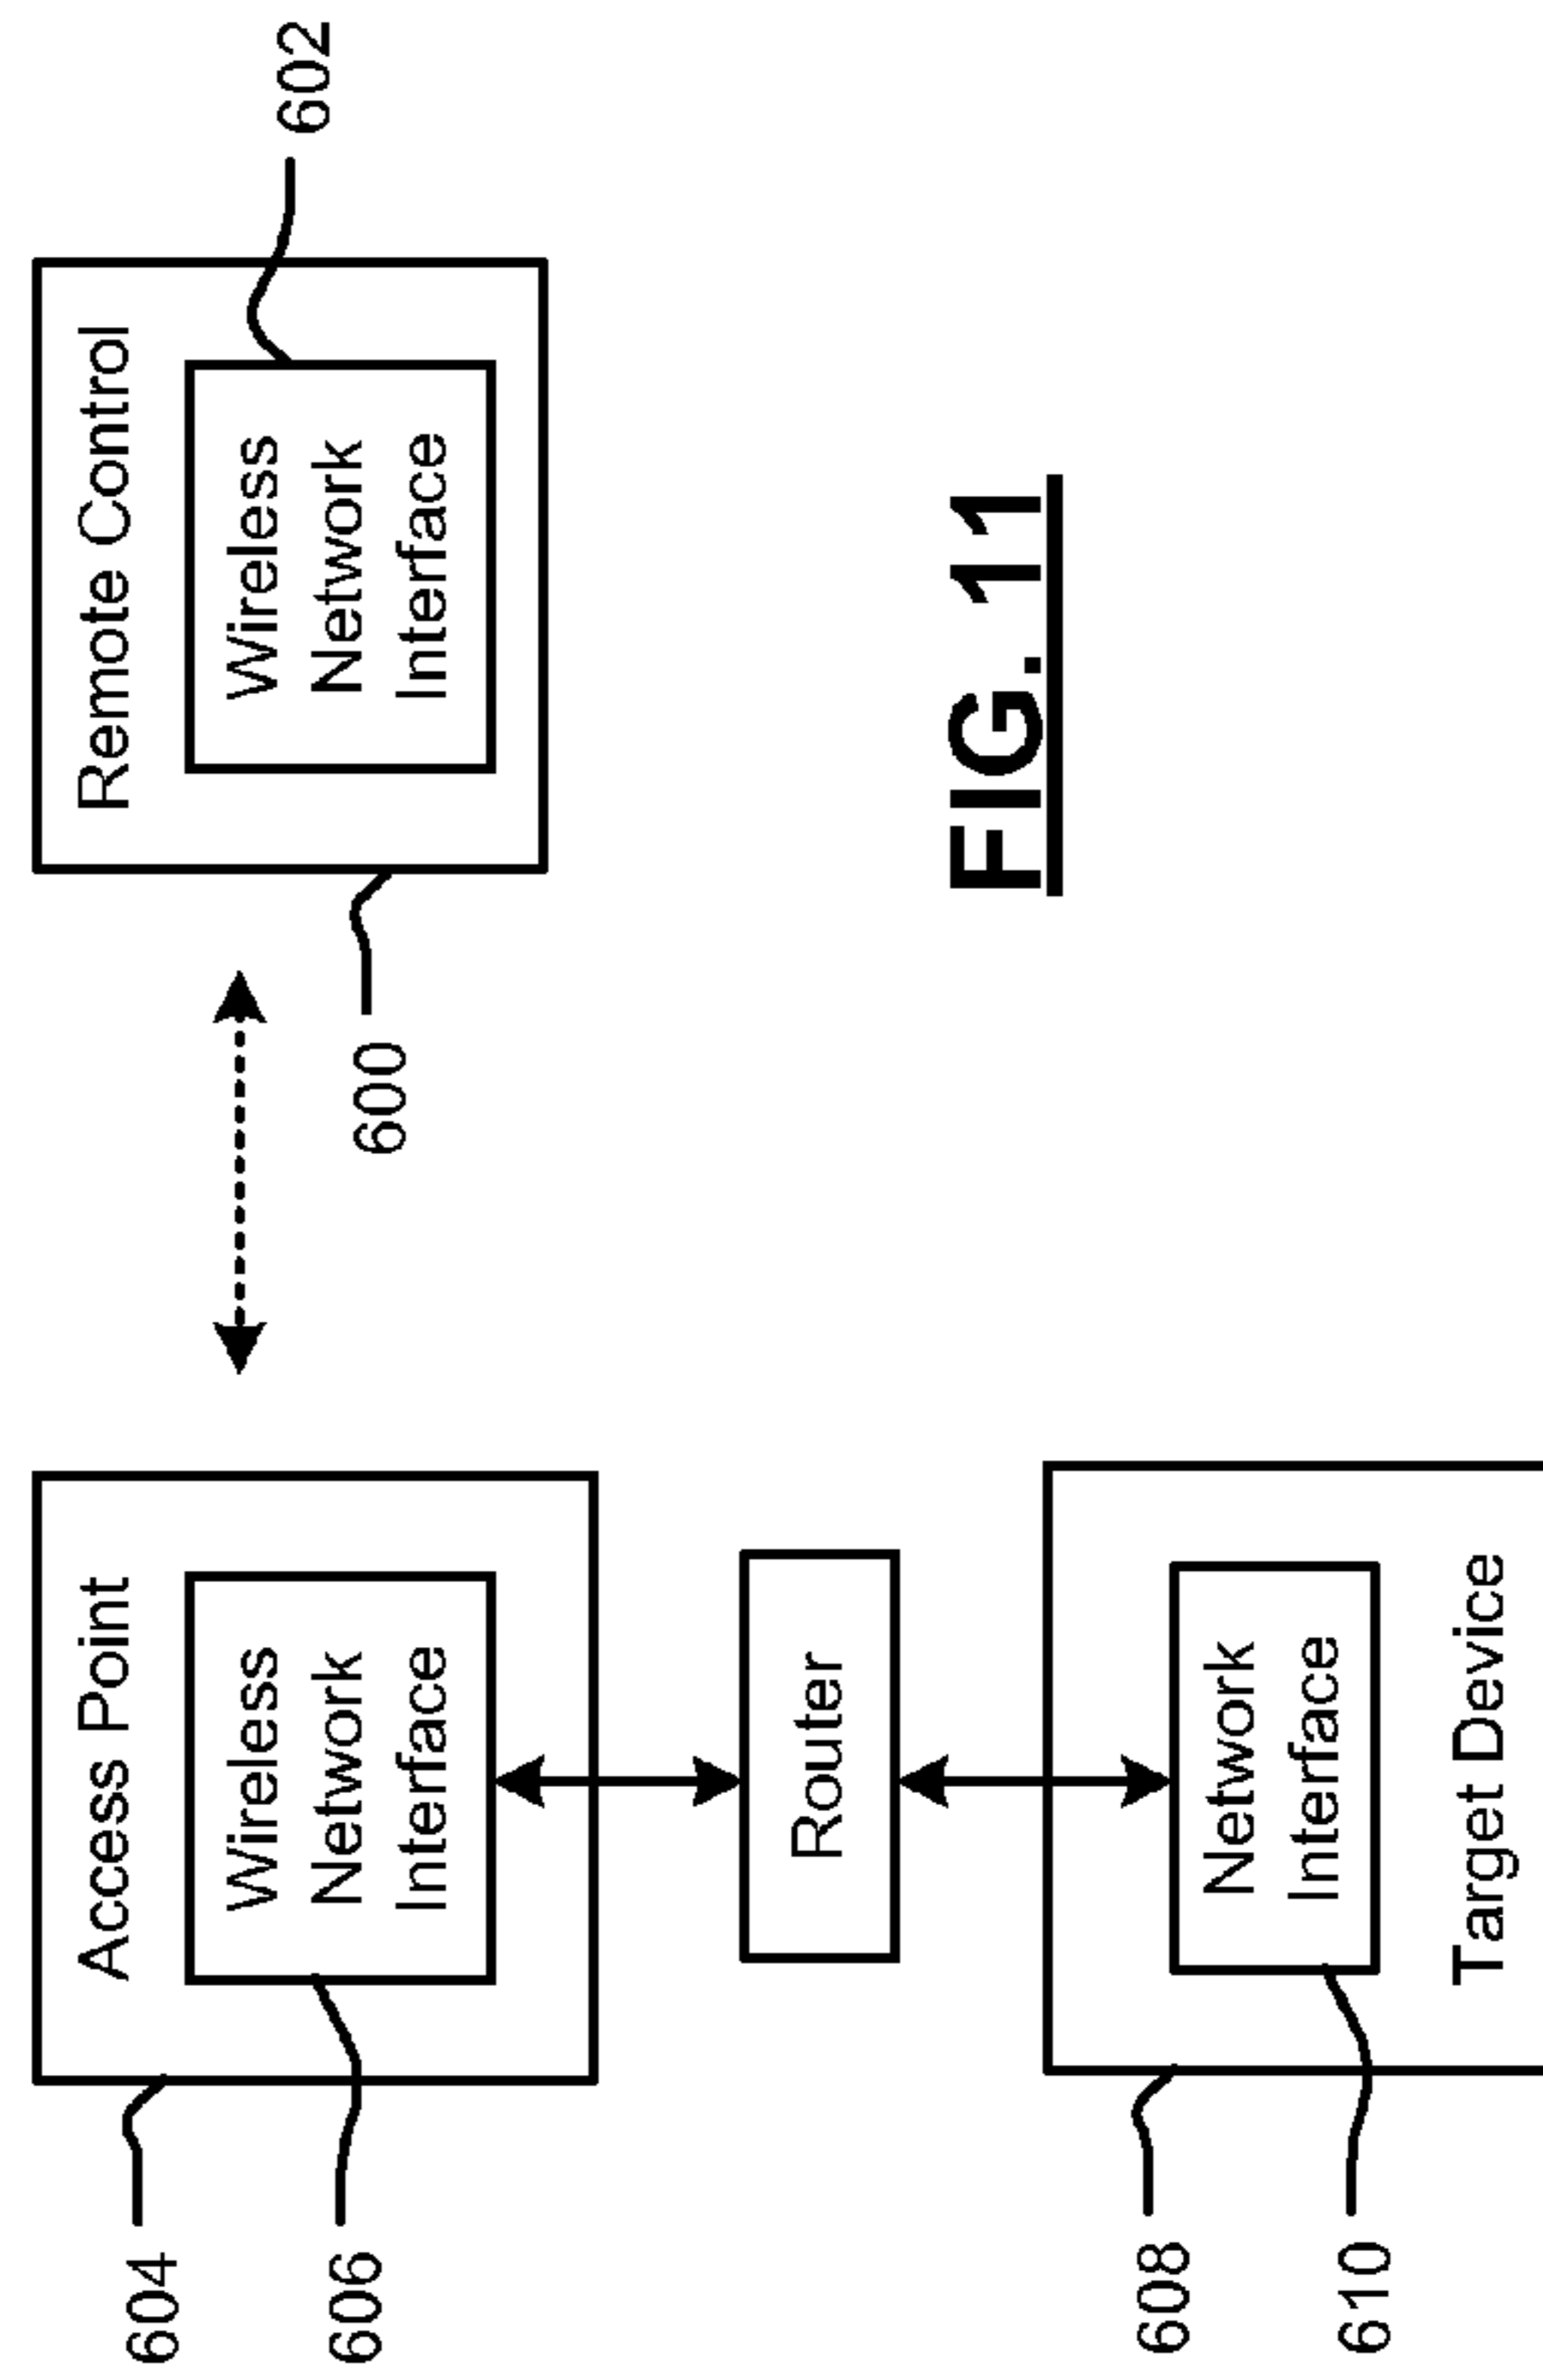 604
Access Point
606
Wireless
Network
Interface
Router
608
610
Network
Interface
Target Device
600
Remote Control
Wireless
Network
Interface
602
FIG. 11